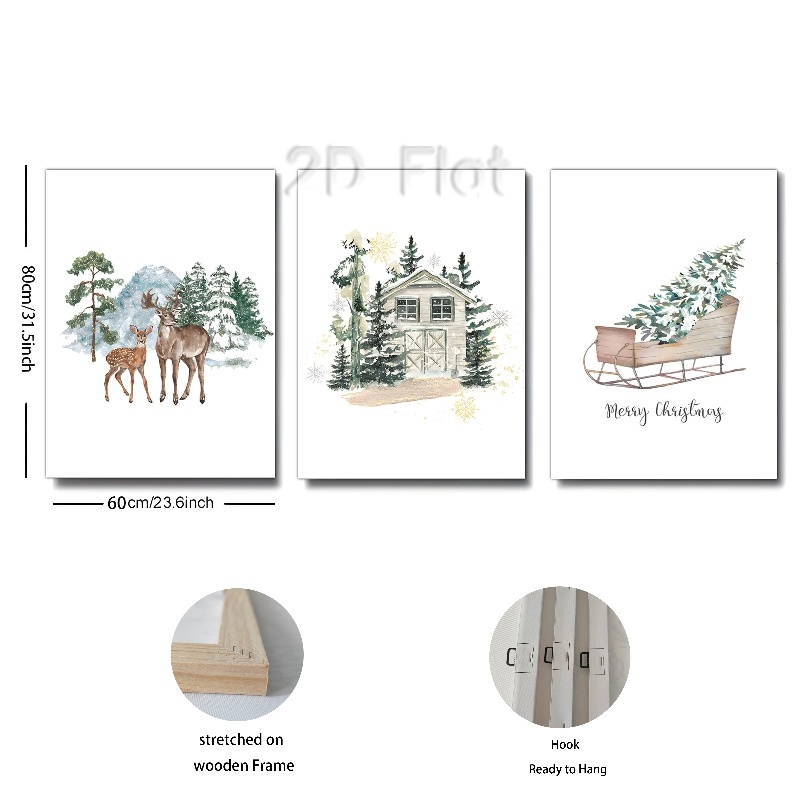 2D Flat
80cm/31.5inch
Merry Christmas
60cm/23.6inch
stretched on
wooden Frame
Hook
Ready to Hang